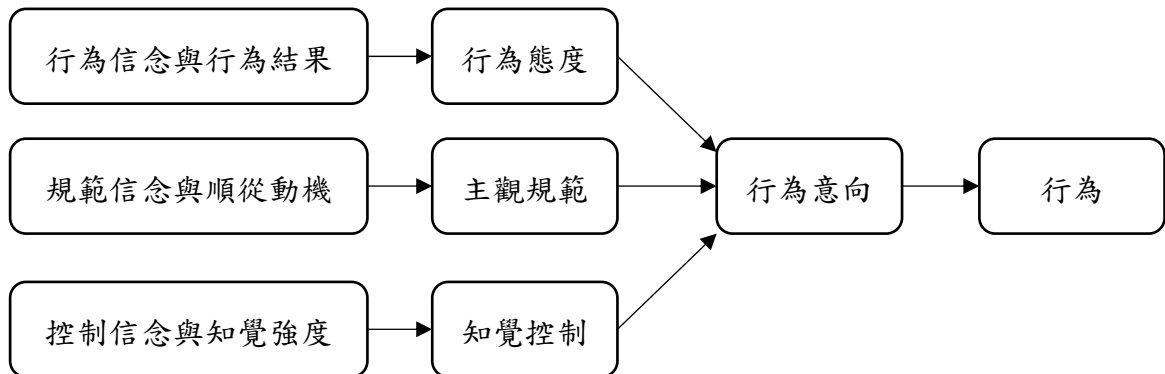 行為信念與行為結果
行為態度
規範信念與順從動機
主觀規範
行為意向
行為
控制信念與知覺強度
知覺控制